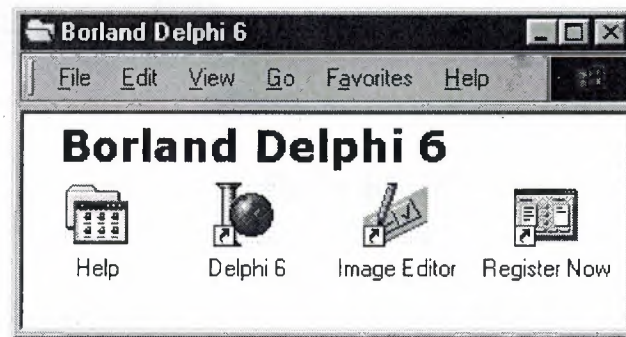 Borland Delphi 6
File Edit View Go Favorites Help
Borland Delphi 6
Help Delphi 6 Image Editor Register Now